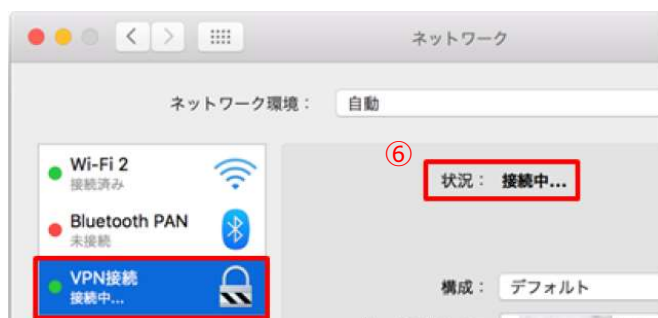 ネットワーク
ネットワーク環境： 自動
Wi-Fi 2
接続済み
⑥
状況： 接続中...
Bluetooth PAN
未接続
VPN接続
接続中...
構成： デフォルト